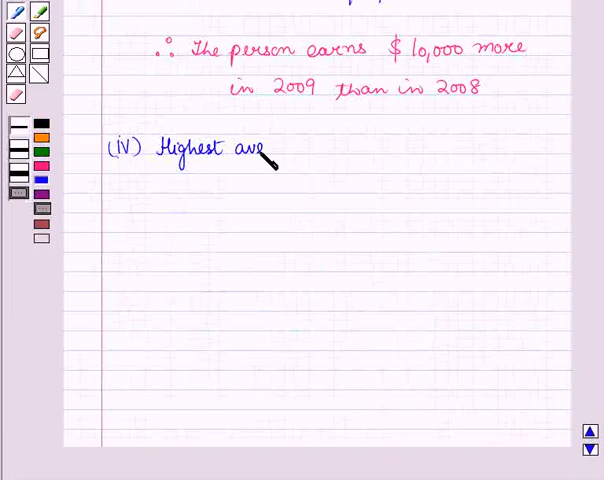 ∴ The person earns $ 10,000 more
in 2009 than in 2008
(iv) Highest ave